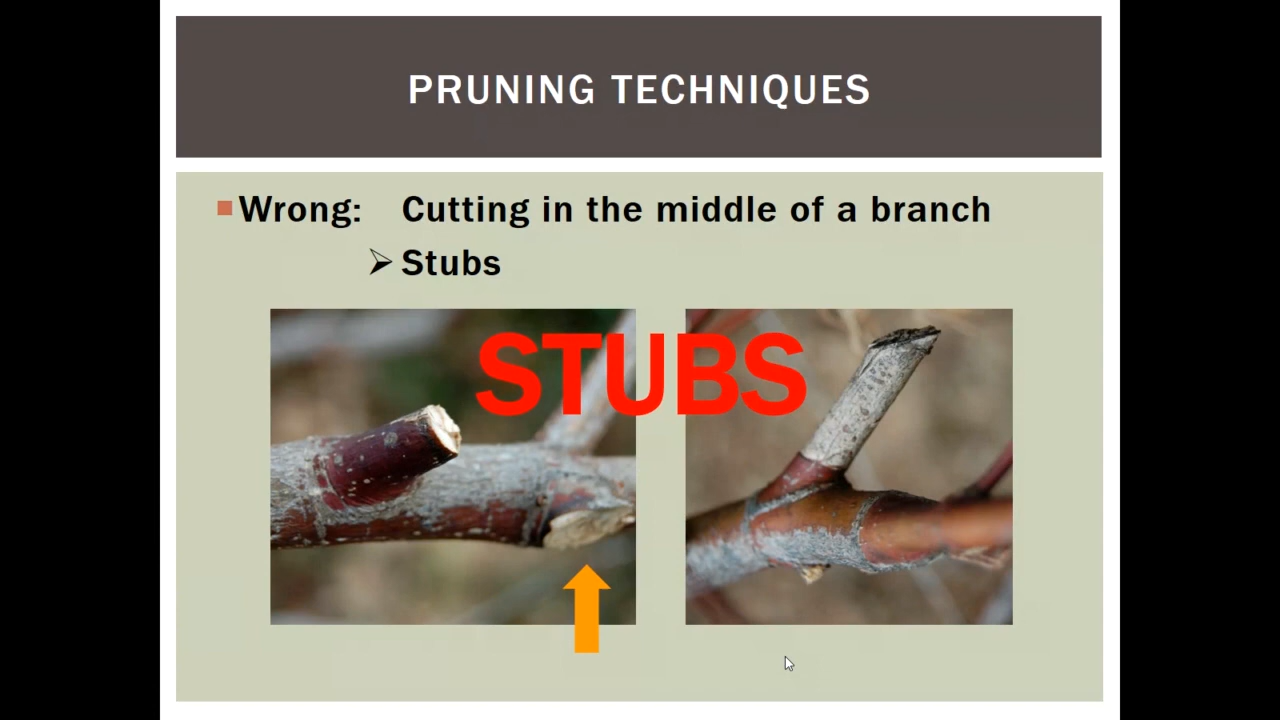 PRUNING TECHNIQUES
Wrong: Cutting in the middle of a branch
Stubs
STUBS